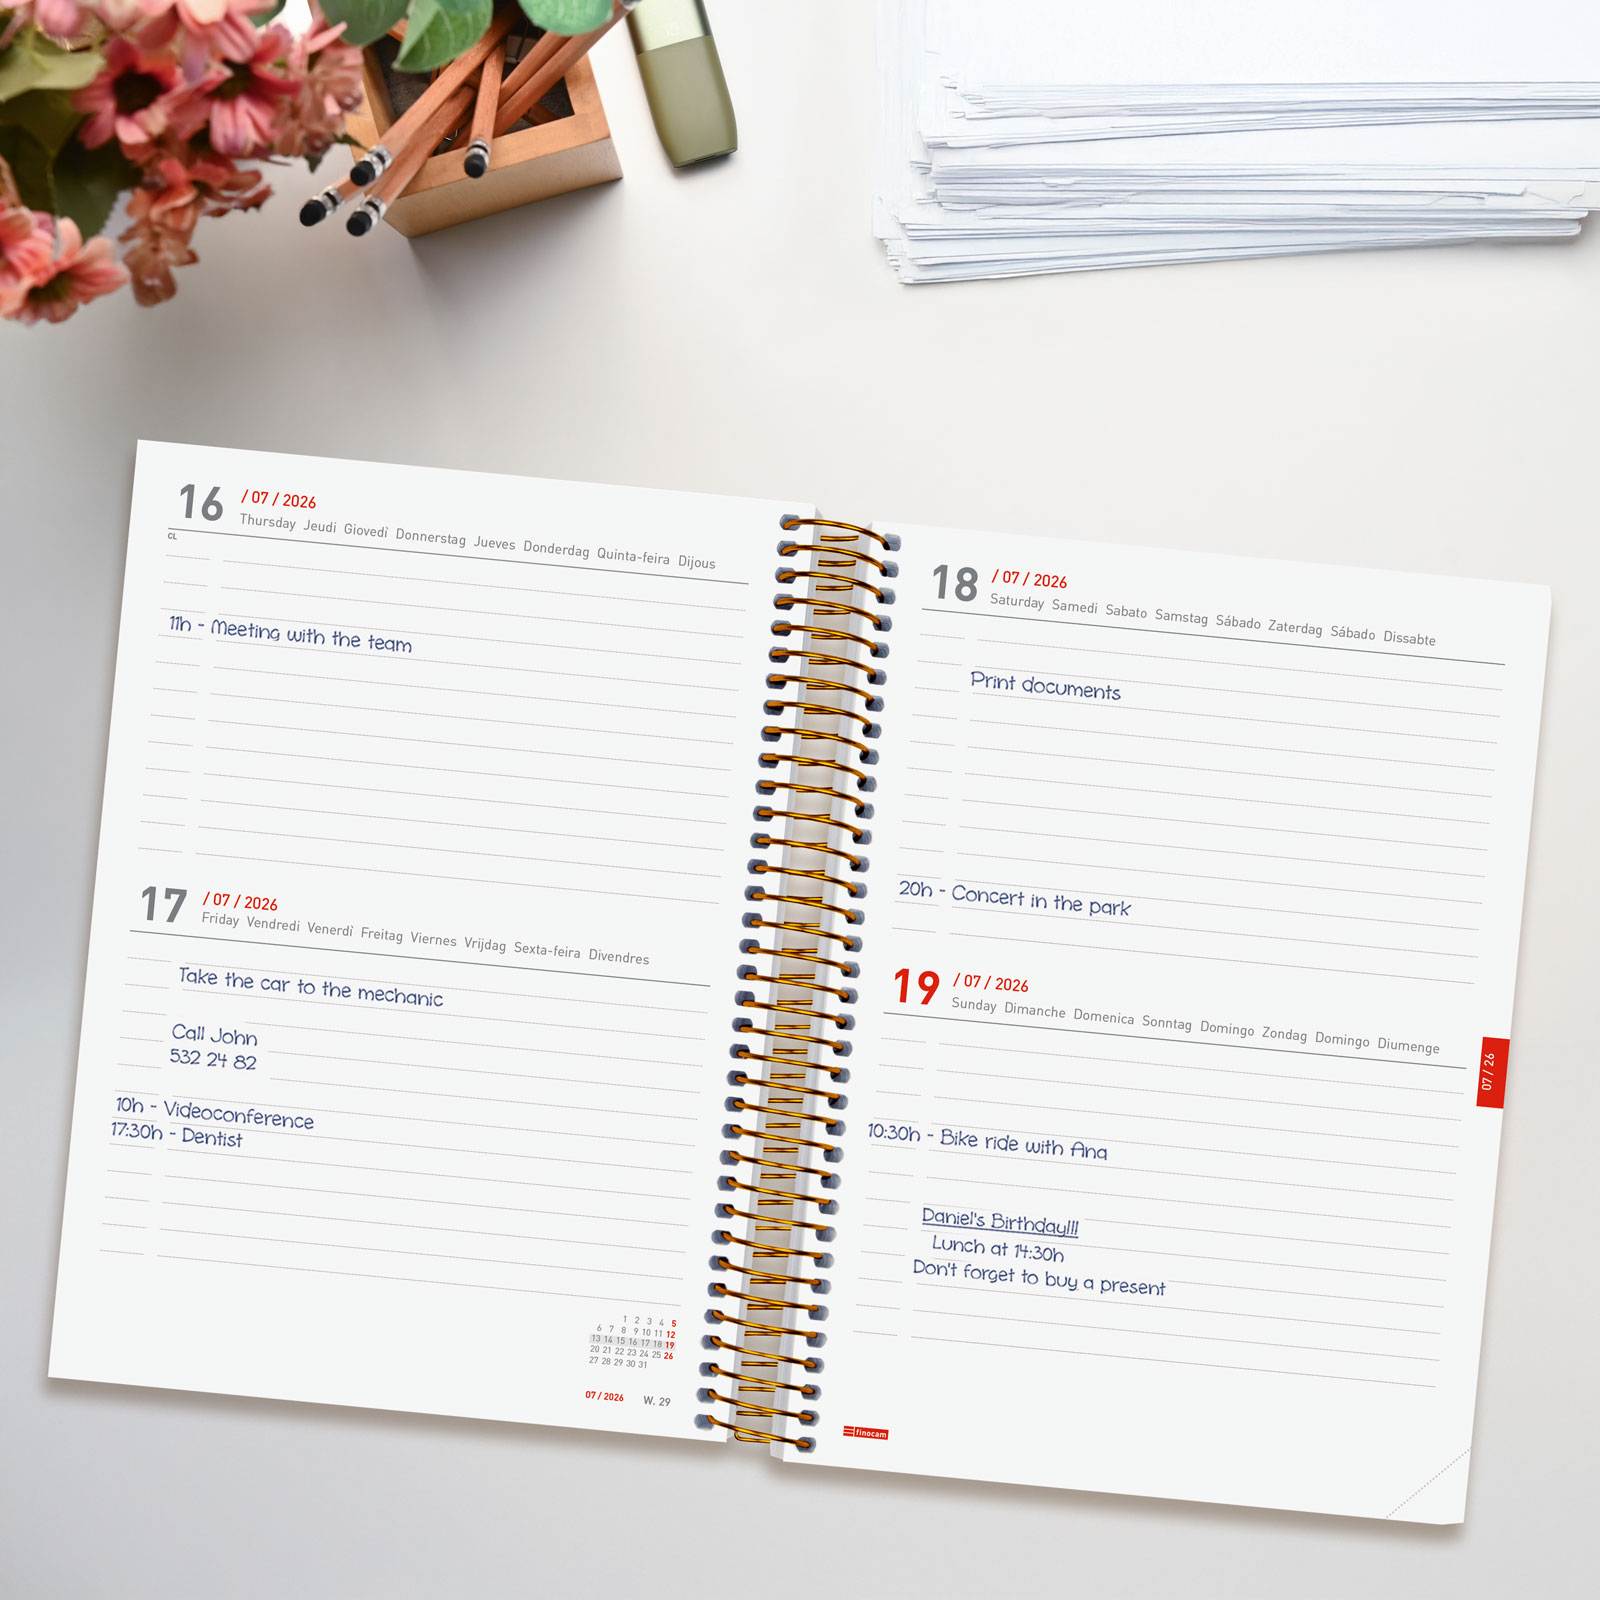 16 / 07 / 2026
Thursday Jeudi Giovedì Donnerstag Jueves Donderdag Quinta-feira Dijous
CL
11h - Meeting with the team
17 / 07 / 2026
Friday Vendredi Venerdì Freitag Viernes Vrijdag Sexta-feira Divendres
Take the car to the mechanic
Call John
532 24 82
10h - Videoconference
17:30h - Dentist
1 2 3 4 5
6 7 8 9 10 11 12
13 14 15 16 17 18 19
20 21 22 23 24 25 26
27 28 29 30 31
07 / 2026 W. 29
18 / 07 / 2026
Saturday Samedi Sabato Samstag Sábado Zaterdag Sábado Dissabte
Print documents
20h - Concert in the park
19 / 07 / 2026
Sunday Dimanche Domenica Sonntag Domingo Zondag Domingo Diumenge
07 / 26
10:30h - Bike ride with Ana
Daniel's Birthday!!!
Lunch at 14:30h
Don't forget to buy a present
finocam